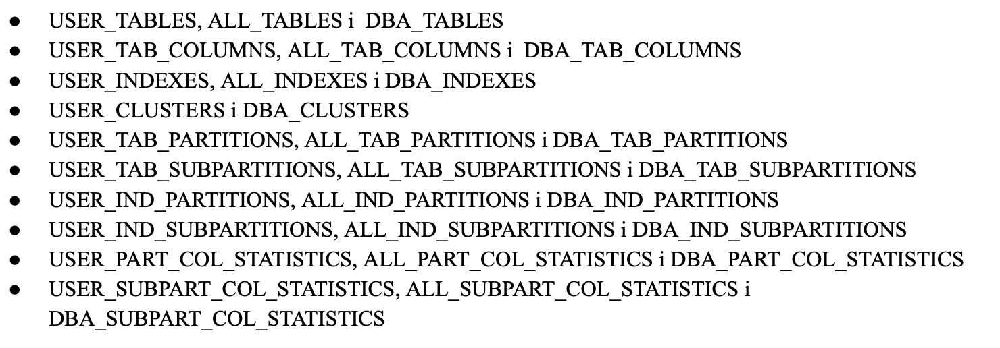 ● USER_TABLES, ALL_TABLES i  DBA_TABLES
● USER_TAB_COLUMNS, ALL_TAB_COLUMNS i  DBA_TAB_COLUMNS
● USER_INDEXES, ALL_INDEXES i DBA_INDEXES
● USER_CLUSTERS i DBA_CLUSTERS
● USER_TAB_PARTITIONS, ALL_TAB_PARTITIONS i DBA_TAB_PARTITIONS
● USER_TAB_SUBPARTITIONS, ALL_TAB_SUBPARTITIONS i DBA_TAB_SUBPARTITIONS
● USER_IND_PARTITIONS, ALL_IND_PARTITIONS i DBA_IND_PARTITIONS
● USER_IND_SUBPARTITIONS, ALL_IND_SUBPARTITIONS i DBA_IND_SUBPARTITIONS
● USER_PART_COL_STATISTICS, ALL_PART_COL_STATISTICS i DBA_PART_COL_STATISTICS
● USER_SUBPART_COL_STATISTICS, ALL_SUBPART_COL_STATISTICS i
DBA_SUBPART_COL_STATISTICS